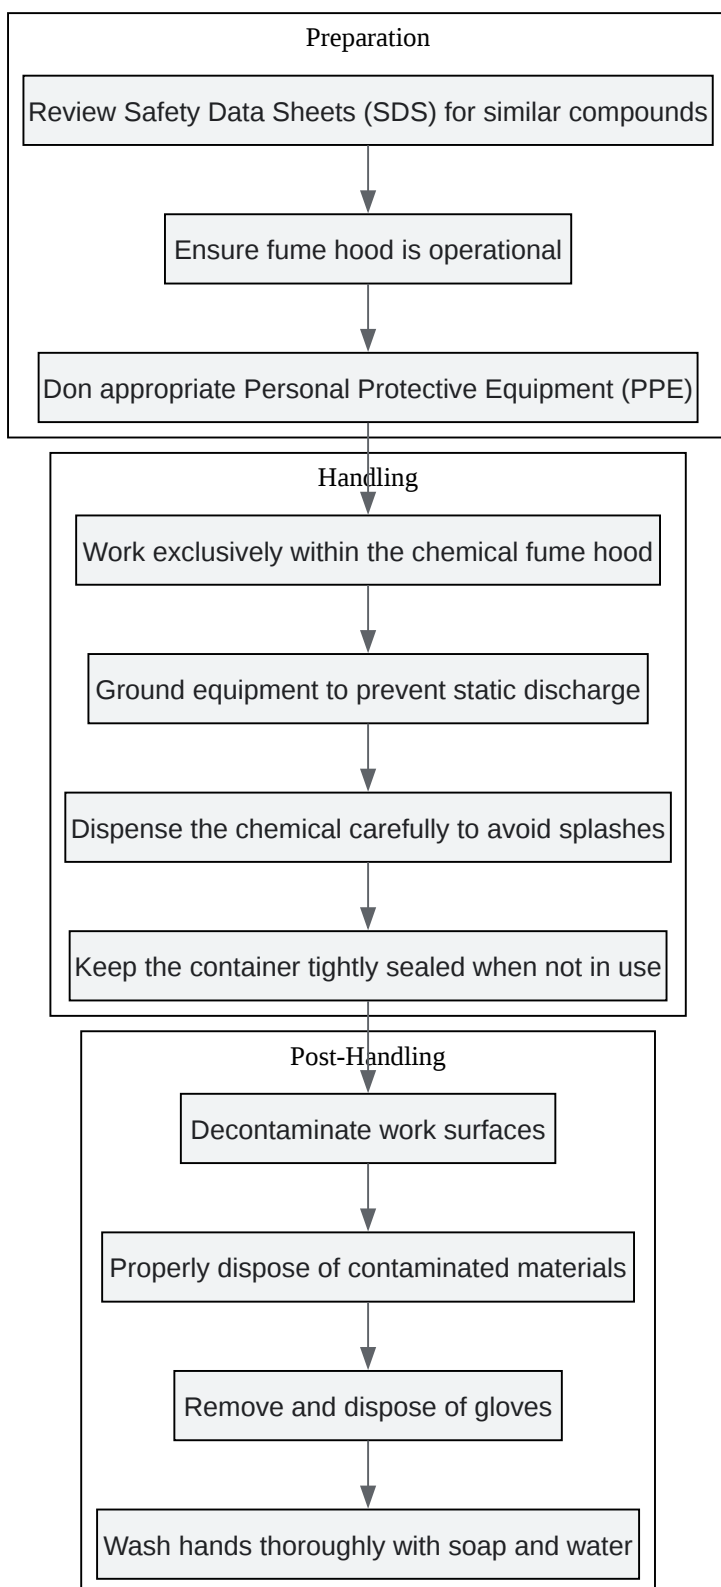 Preparation
Review Safety Data Sheets (SDS) for similar compounds
Ensure fume hood is operational
Don appropriate Personal Protective Equipment (PPE)
Handling
Work exclusively within the chemical fume hood
Ground equipment to prevent static discharge
Dispense the chemical carefully to avoid splashes
Keep the container tightly sealed when not in use
Post-Handling
Decontaminate work surfaces
Properly dispose of contaminated materials
Remove and dispose of gloves
Wash hands thoroughly with soap and water